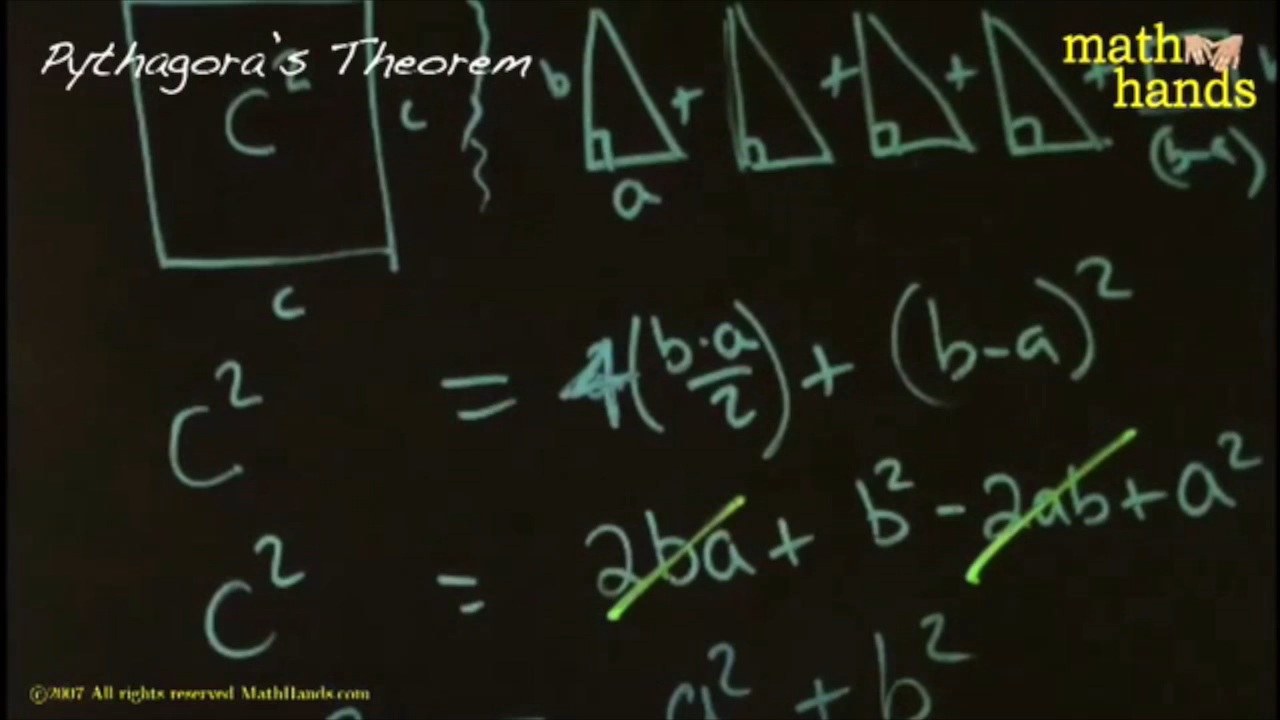 Pythagora's Theorem
math
hands
C²
c
b
+
+
+
+
(b-a)
a
c
C² = 4(b·a/2) + (b-a)²
C² = 2ba + b² - 2ab + a²
a² + b²
©2007 All rights reserved MathHands.com